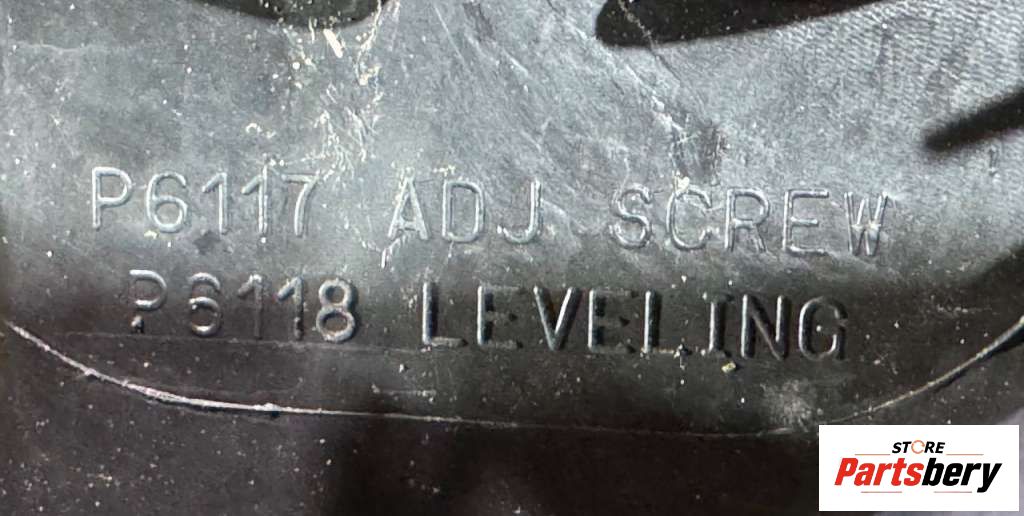 P6117 ADJ SCREW
P6118 LEVELING
STORE
Partsbery